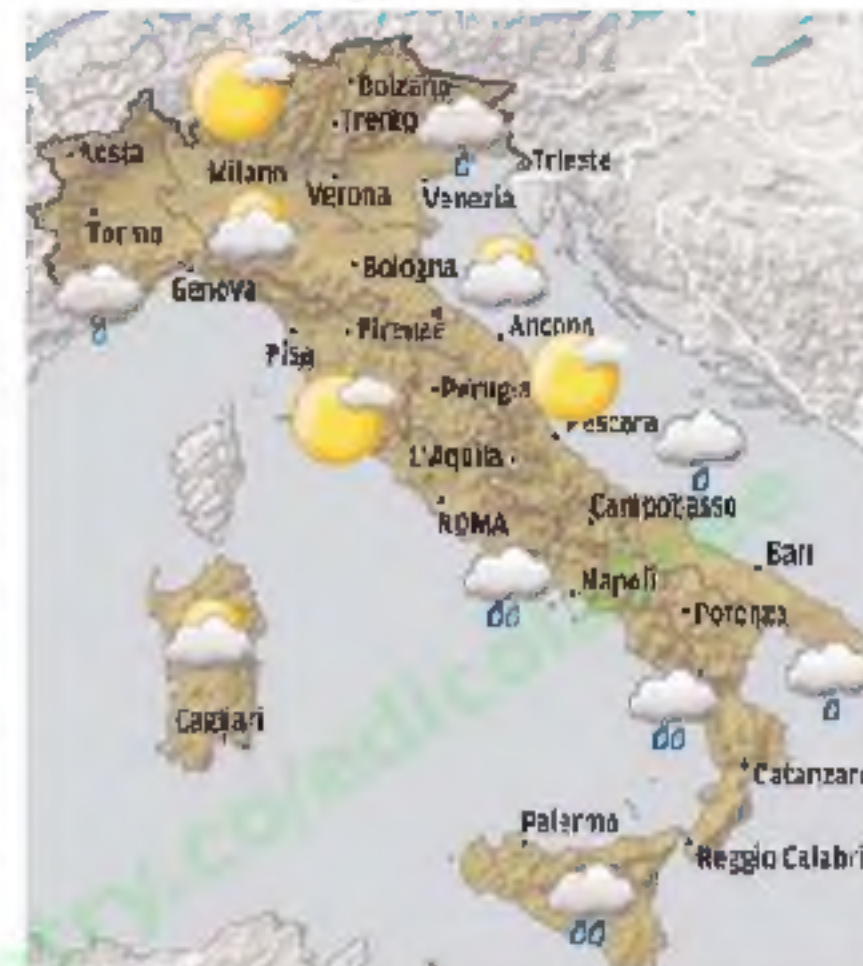 Bolzano
Trento
Aosta
Trieste
Milano
Verona
Venezia
Torino
Bologna
Genova
Firenze
Ancona
Pisa
Perugia
Pescara
L'Aquila
Campobasso
ROMA
Bari
Napoli
Potenza
Cagliari
Catanzaro
Palermo
Reggio Calabri